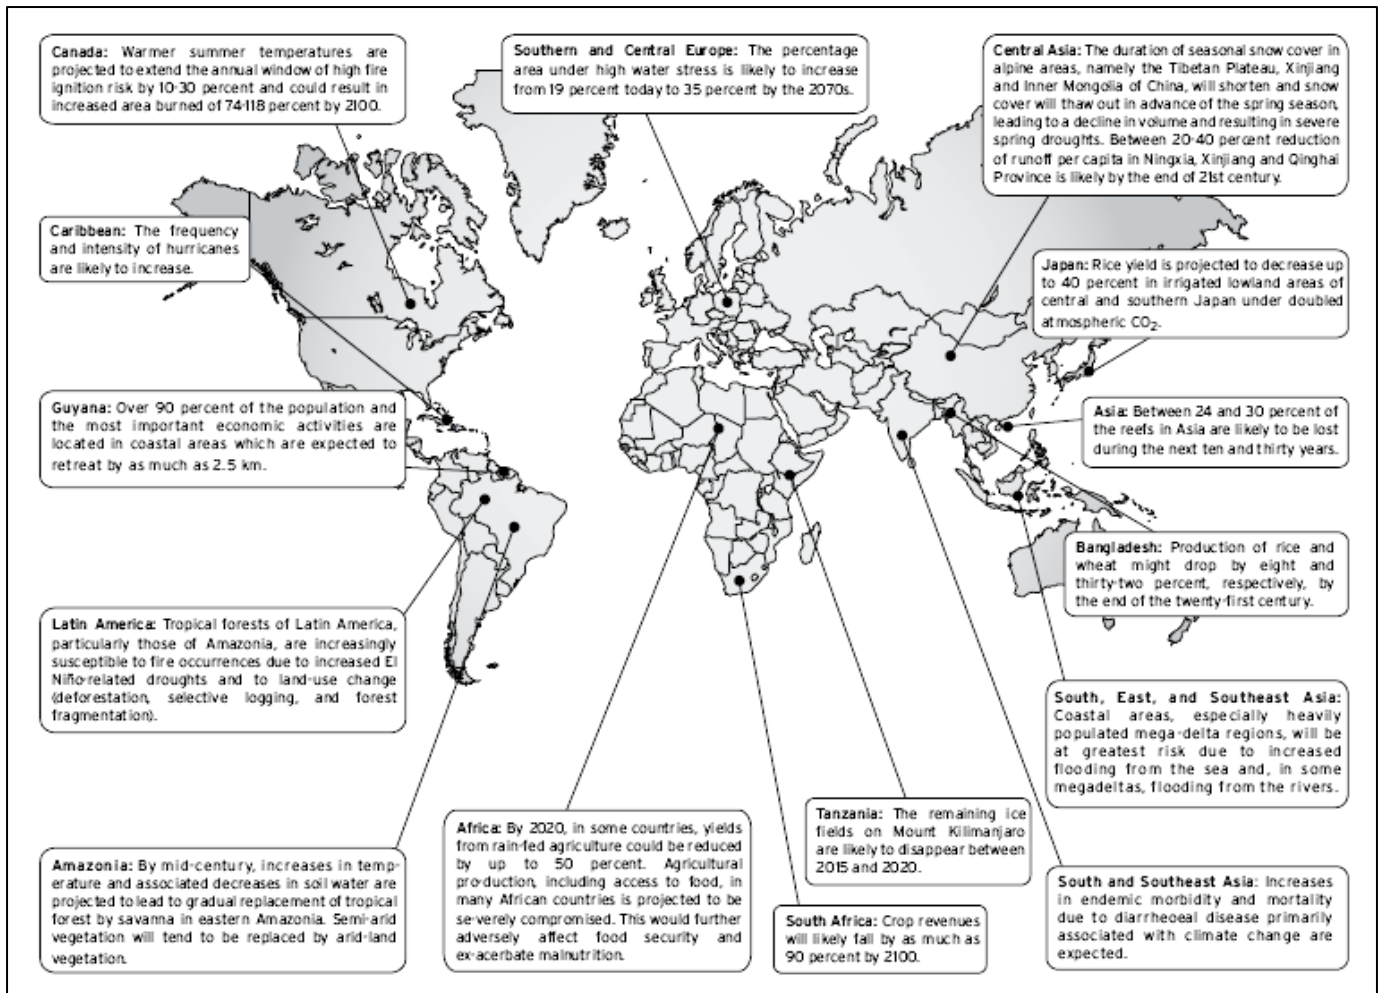 Canada: Warmer summer temperatures are
projected to extend the annual window of high fire
ignition risk by 10-30 percent and could result in
increased area burned of 74-118 percent by 2100.
Southern and Central Europe: The percentage
area under high water stress is likely to increase
from 19 percent today to 35 percent by the 2070s.
Central Asia: The duration of seasonal snow cover in
alpine areas, namely the Tibetan Plateau, Xinjiang
and Inner Mongolia of China, will shorten and snow
cover will thaw out in advance of the spring season,
leading to a decline in volume and resulting in severe
spring droughts. Between 20-40 percent reduction
of runoff per capita in Ningxia, Xinjiang and Qinghai
Province is likely by the end of 21st century.
Caribbean: The frequency
and intensity of hurricanes
are likely to increase.
Japan: Rice yield is projected to decrease up
to 40 percent in irrigated lowland areas of
central and southern Japan under doubled
atmospheric CO2.
Guyana: Over 90 percent of the population and
the most important economic activities are
located in coastal areas which are expected to
retreat by as much as 2.5 km.
Asia: Between 24 and 30 percent of
the reefs in Asia are likely to be lost
during the next ten and thirty years.
Bangladesh: Production of rice and
wheat might drop by eight and
thirty-two percent, respectively, by
the end of the twenty-first century.
Latin America: Tropical forests of Latin America,
particularly those of Amazonia, are increasingly
susceptible to fire occurrences due to increased El
Niño-related droughts and to land-use change
(deforestation, selective logging, and forest
fragmentation).
South, East, and Southeast Asia:
Coastal areas, especially heavily
populated mega-delta regions, will be
at greatest risk due to increased
flooding from the sea and, in some
megadeltas, flooding from the rivers.
Amazonia: By mid-century, increases in temp-
erature and associated decreases in soil water are
projected to lead to gradual replacement of tropical
forest by savanna in eastern Amazonia. Semi-arid
vegetation will tend to be replaced by arid-land
vegetation.
Africa: By 2020, in some countries, yields
from rain-fed agriculture could be reduced
by up to 50 percent. Agricultural
pro-duction, including access to food, in
many African countries is projected to be
se-verely compromised. This would further
adversely affect food security and
ex-acerbate malnutrition.
Tanzania: The remaining ice
fields on Mount Kilimanjaro
are likely to disappear between
2015 and 2020.
South Africa: Crop revenues
will likely fall by as much as
90 percent by 2100.
South and Southeast Asia: Increases
in endemic morbidity and mortality
due to diarrhoeal disease primarily
associated with climate change are
expected.